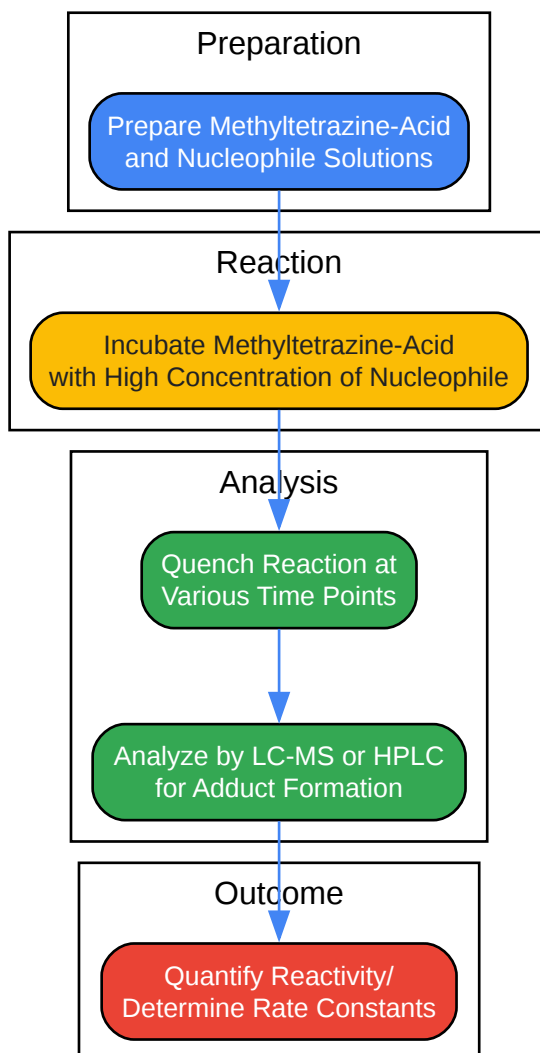 Preparation
Prepare Methyltetrazine-Acid
and Nucleophile Solutions
Reaction
Incubate Methyltetrazine-Acid
with High Concentration of Nucleophile
Analysis
Quench Reaction at
Various Time Points
Analyze by LC-MS or HPLC
for Adduct Formation
Outcome
Quantify Reactivity/
Determine Rate Constants